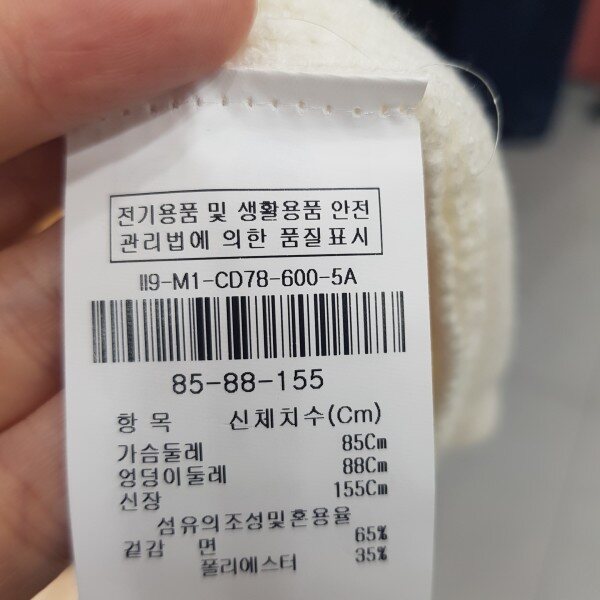 전기용품 및 생활용품 안전
관리법에 의한 품질표시
II9-M1-CD78-600-5A
85-88-155
항 목 신체치수(Cm)
가슴둘레 85Cm
엉덩이둘레 88Cm
신장 155Cm
섬유의조성및혼용율
겉감 면 65%
폴리에스터 35%